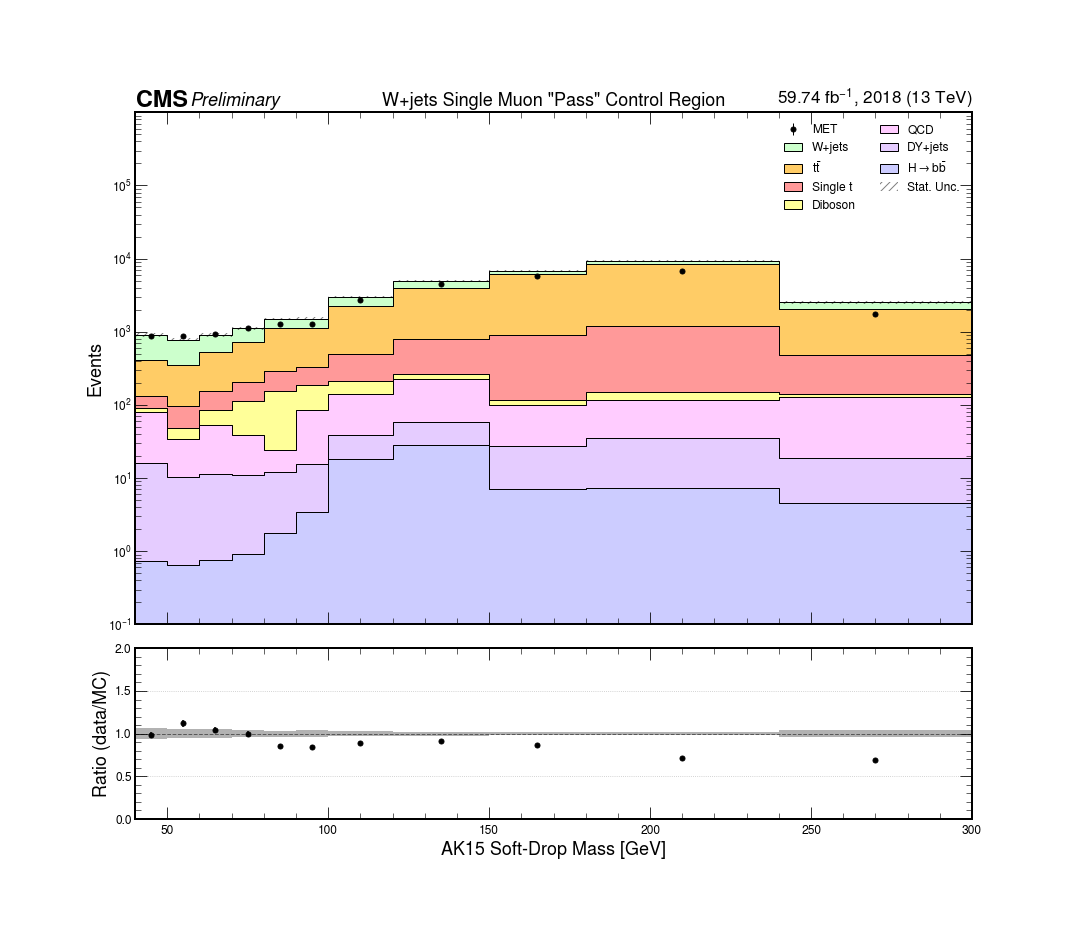 CMS Preliminary W+jets Single Muon "Pass" Control Region 59.74 fb⁻¹, 2018 (13 TeV)
MET QCD
W+jets DY+jets
tt̄ H→bb̄
Single t Stat. Unc.
Diboson
10⁵
10⁴
10³
10²
10¹
10⁰
10⁻¹
Events
2.0
1.5
1.0
0.5
0.0
Ratio (data/MC)
50 100 150 200 250 300
AK15 Soft-Drop Mass [GeV]